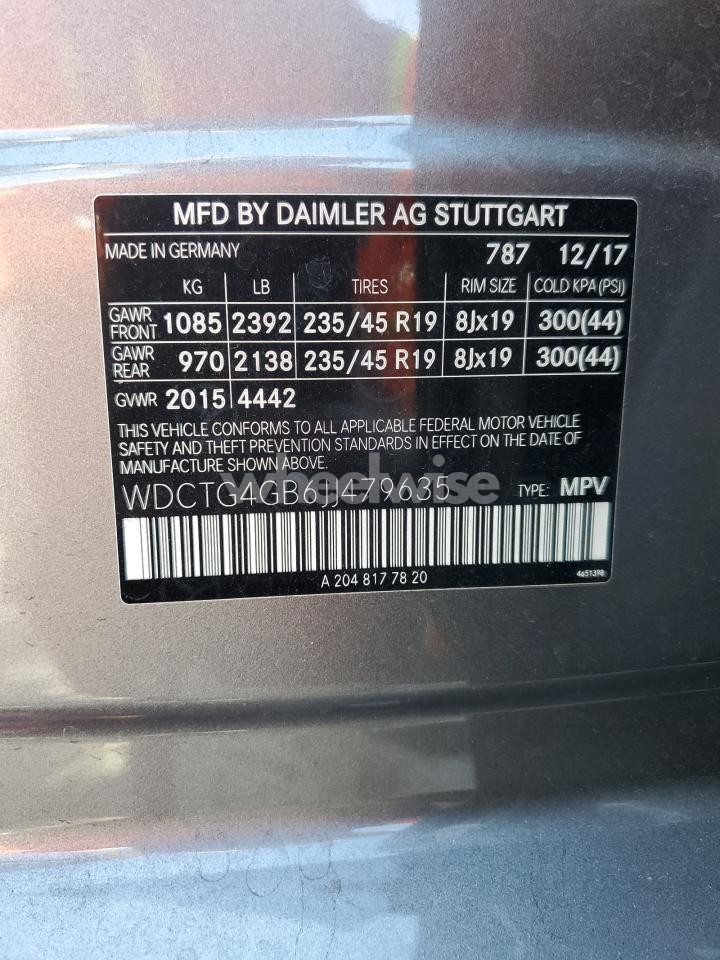 MFD BY DAIMLER AG STUTTGART
MADE IN GERMANY 787 12/17
KG LB TIRES RIM SIZE COLD KPA (PSI)
GAWR FRONT 1085 2392 235/45 R19 8Jx19 300(44)
GAWR REAR 970 2138 235/45 R19 8Jx19 300(44)
GVWR 2015 4442
THIS VEHICLE CONFORMS TO ALL APPLICABLE FEDERAL MOTOR VEHICLE
SAFETY AND THEFT PREVENTION STANDARDS IN EFFECT ON THE DATE OF
MANUFACTURE SHOWN ABOVE.
WDCTG4GB6JJ479635 TYPE: MPV
wheelwise
A 204 817 78 20 4651398